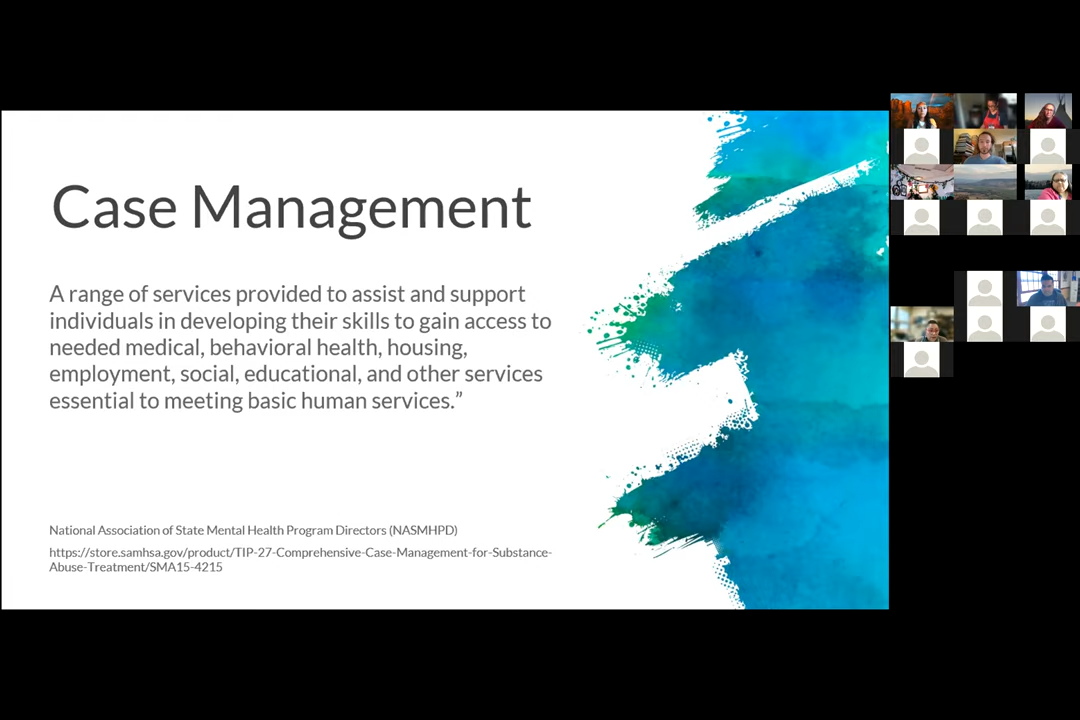 Case Management
A range of services provided to assist and support
individuals in developing their skills to gain access to
needed medical, behavioral health, housing,
employment, social, educational, and other services
essential to meeting basic human services.”
National Association of State Mental Health Program Directors (NASMHPD)
https://store.samhsa.gov/product/TIP-27-Comprehensive-Case-Management-for-Substance-
Abuse-Treatment/SMA15-4215